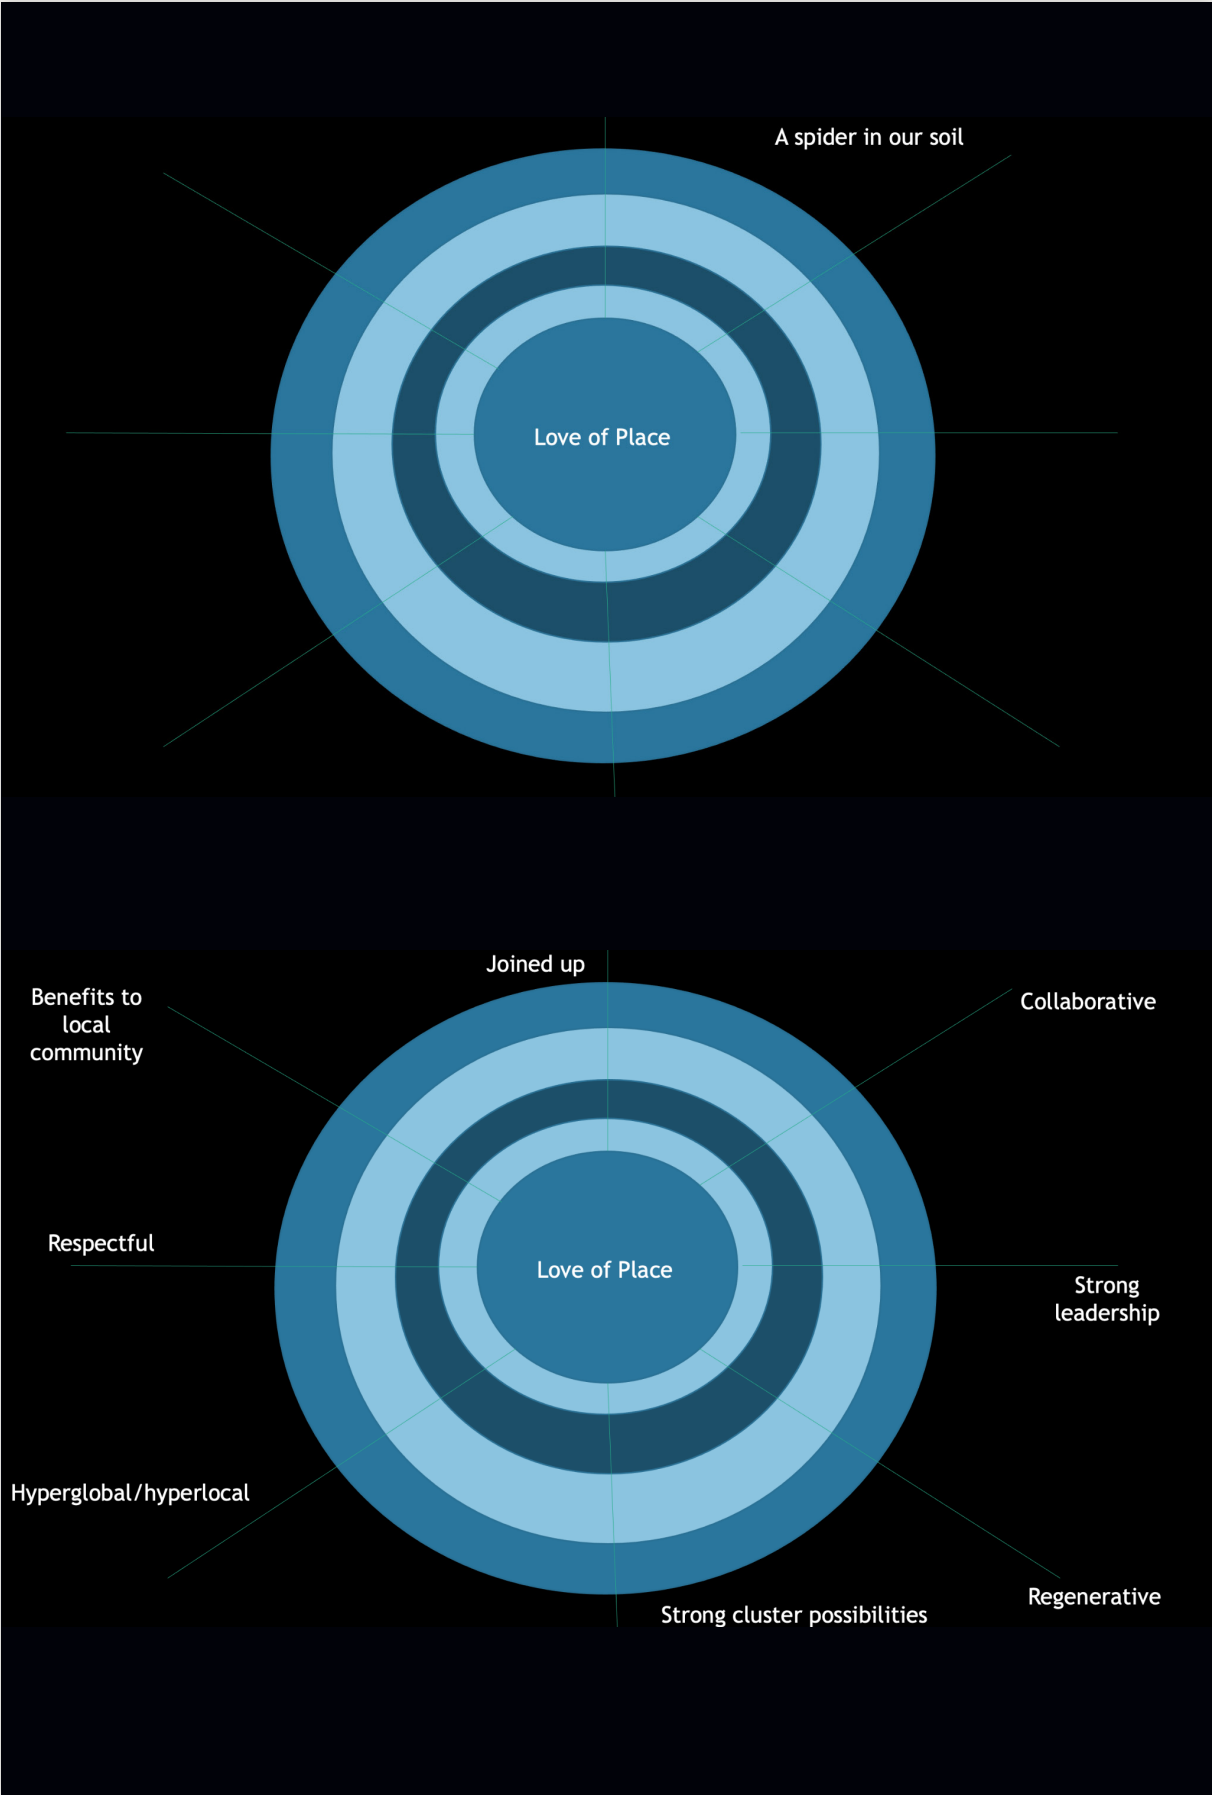 A spider in our soil
Love of Place
Joined up
Benefits to
local
community
Collaborative
Respectful
Love of Place
Strong
leadership
Hyperglobal/hyperlocal
Regenerative
Strong cluster possibilities